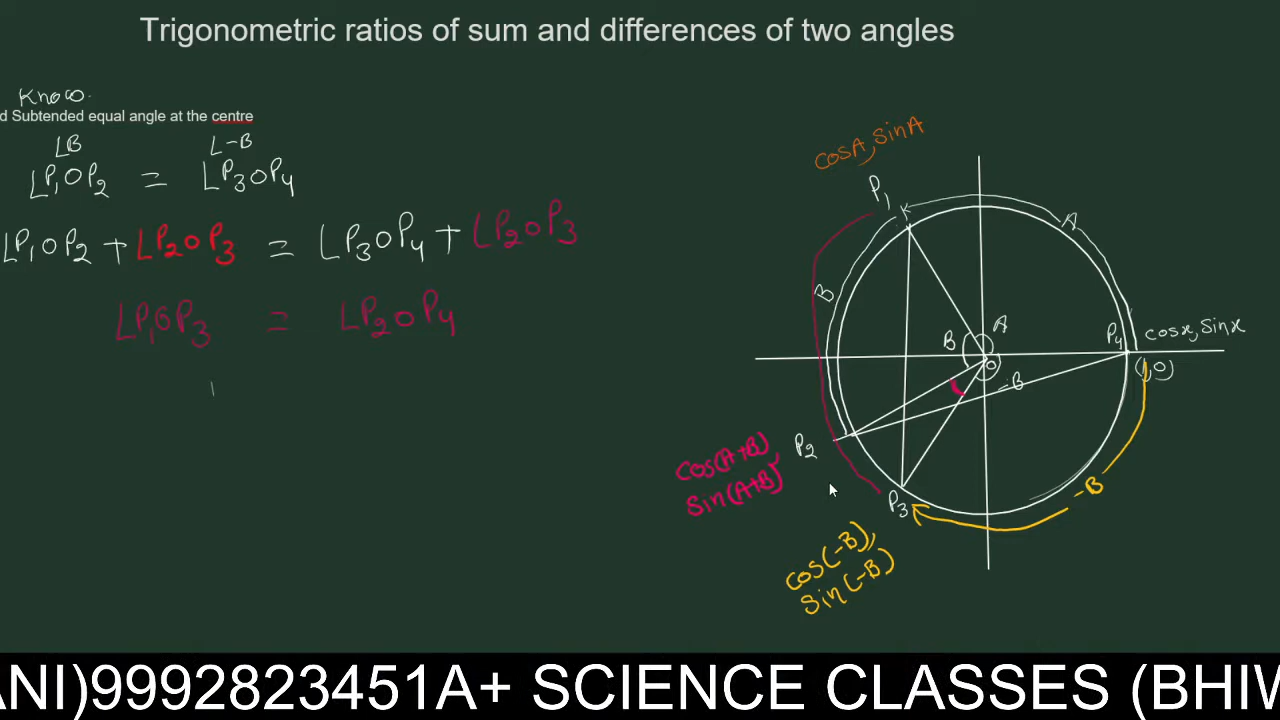 Trigonometric ratios of sum and differences of two angles
Know
d Subtended equal angle at the centre
∠B ∠-B
∠P₁OP₂ = ∠P₃OP₄
∠P₁OP₂ + ∠P₂OP₃ = ∠P₃OP₄ + ∠P₂OP₃
∠P₁OP₃ = ∠P₂OP₄
cosA, sinA
P₁
A
B
A
B
O
-B
P₄
cosx, sinx
(1,0)
P₂
cos(A+B),
sin(A+B)
P₃
-B
cos(-B),
sin(-B)
ANI)9992823451A+ SCIENCE CLASSES (BHIW